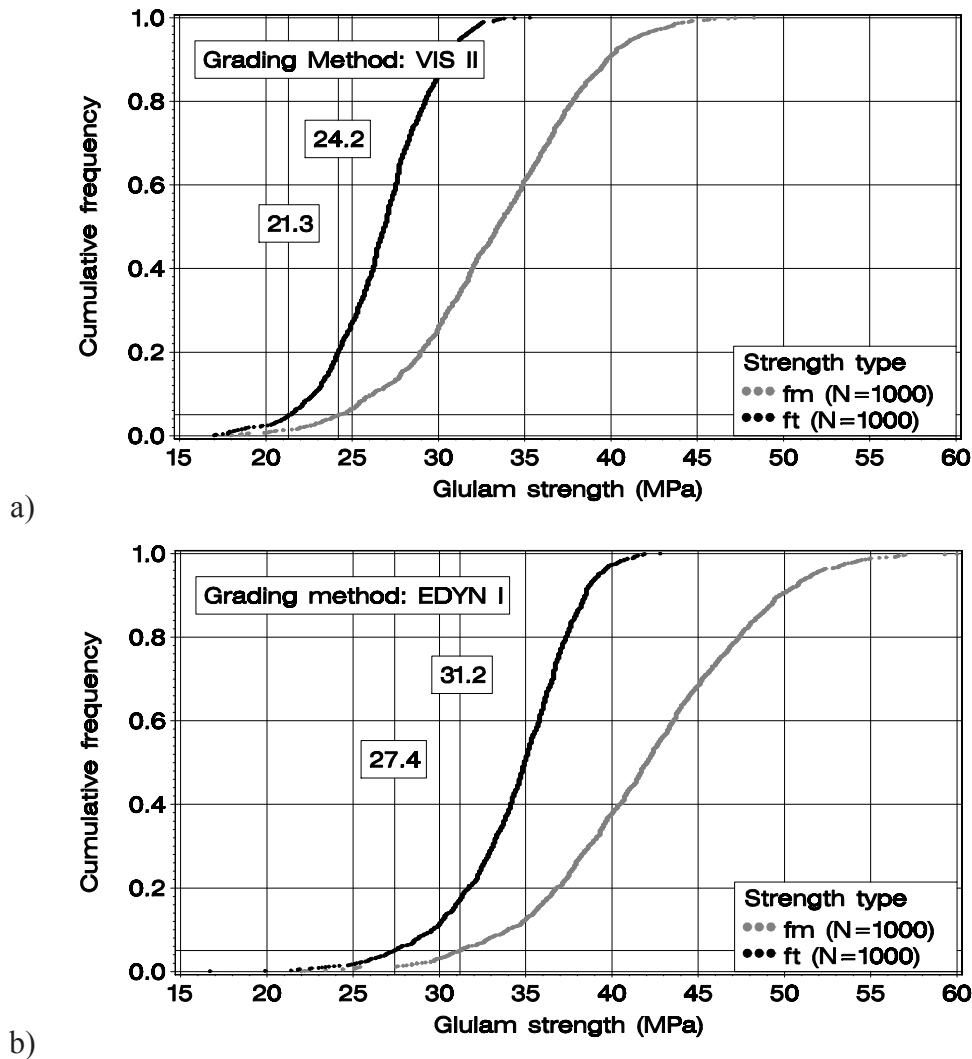 1.0
Grading Method: VIS II
0.8
24.2
0.6
21.3
0.4
0.2
Strength type
fm (N=1000)
ft (N=1000)
0.0
15 20 25 30 35 40 45 50 55 60
Cumulative frequency
Glulam strength (MPa)
a)
1.0
Grading method: EDYN I
0.8
31.2
0.6
27.4
0.4
0.2
Strength type
fm (N=1000)
ft (N=1000)
0.0
15 20 25 30 35 40 45 50 55 60
Cumulative frequency
Glulam strength (MPa)
b)